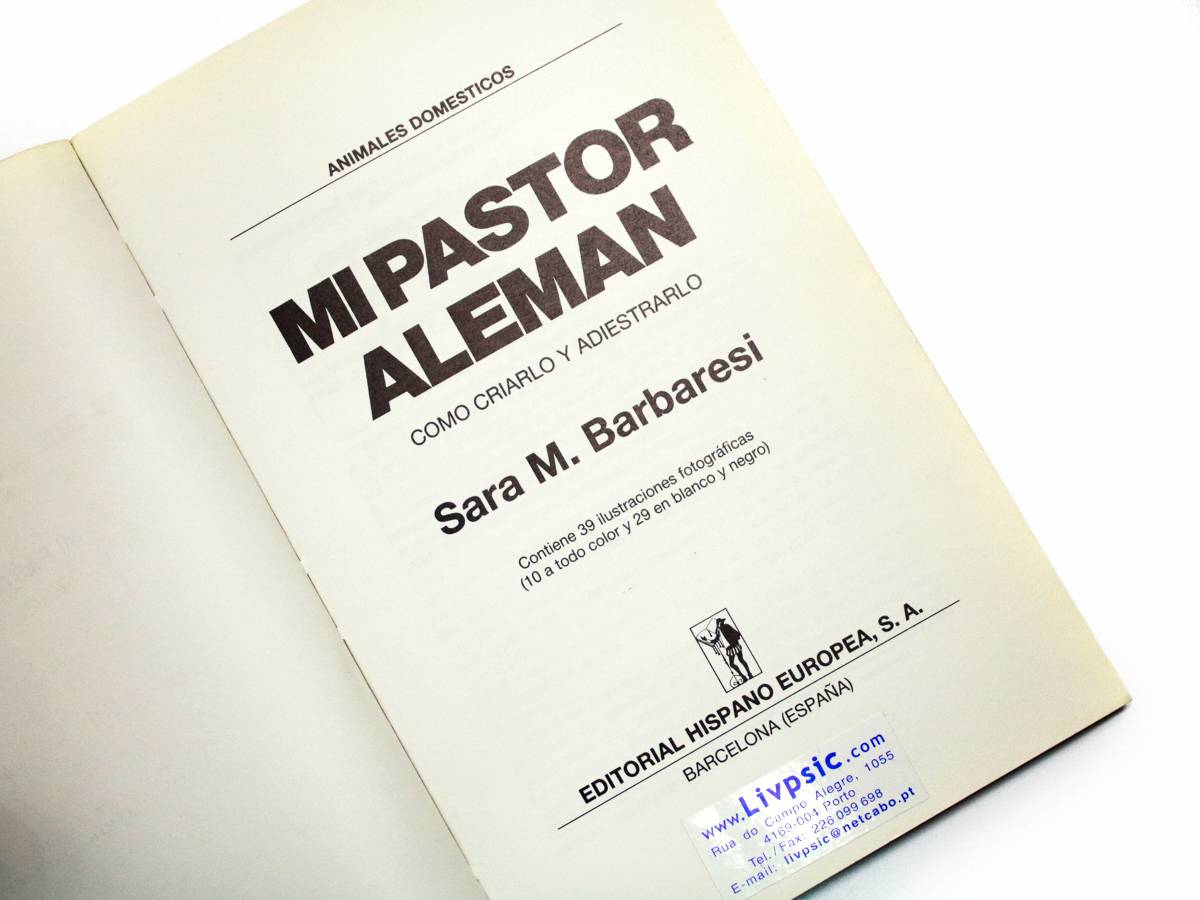 ANIMALES DOMESTICOS
MI PASTOR
ALEMAN
COMO CRIARLO Y ADIESTRARLO
Sara M. Barbaresi
Contiene 39 ilustraciones fotográficas
(10 a todo color y 29 en blanco y negro)
EDITORIAL HISPANO EUROPEA, S. A.
BARCELONA (ESPAÑA)
www.Livpsic.com
Rua do Campo Alegre, 1055
4169-004 Porto
Tel./Fax: 226 099 698
E-mail: livpsic@netcabo.pt